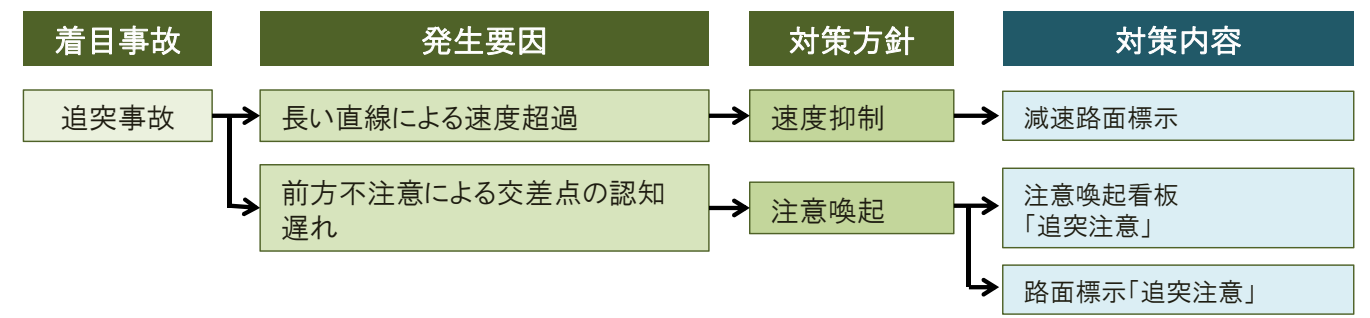 着目事故
発生要因
対策方針
対策内容
追突事故
長い直線による速度超過
速度抑制
減速路面標示
前方不注意による交差点の認知
遅れ
注意喚起
注意喚起看板
「追突注意」
路面標示「追突注意」